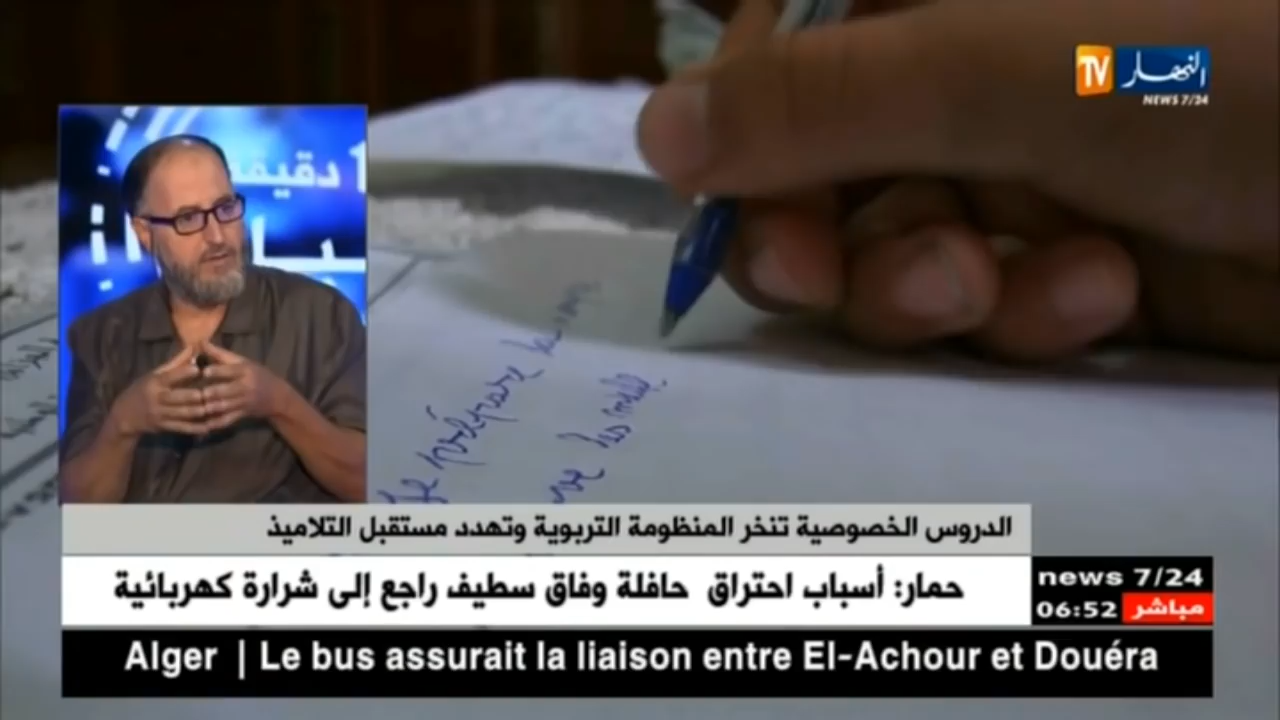 TV النهار
NEWS 7/24
دقيقة
الدروس الخصوصية تنخر المنظومة التربوية وتهدد مستقبل التلاميذ
حمار: أسباب احتراق حافلة وفاق سطيف راجع إلى شرارة كهربائية
news 7/24
06:52 مباشر
Alger | Le bus assurait la liaison entre El-Achour et Douéra